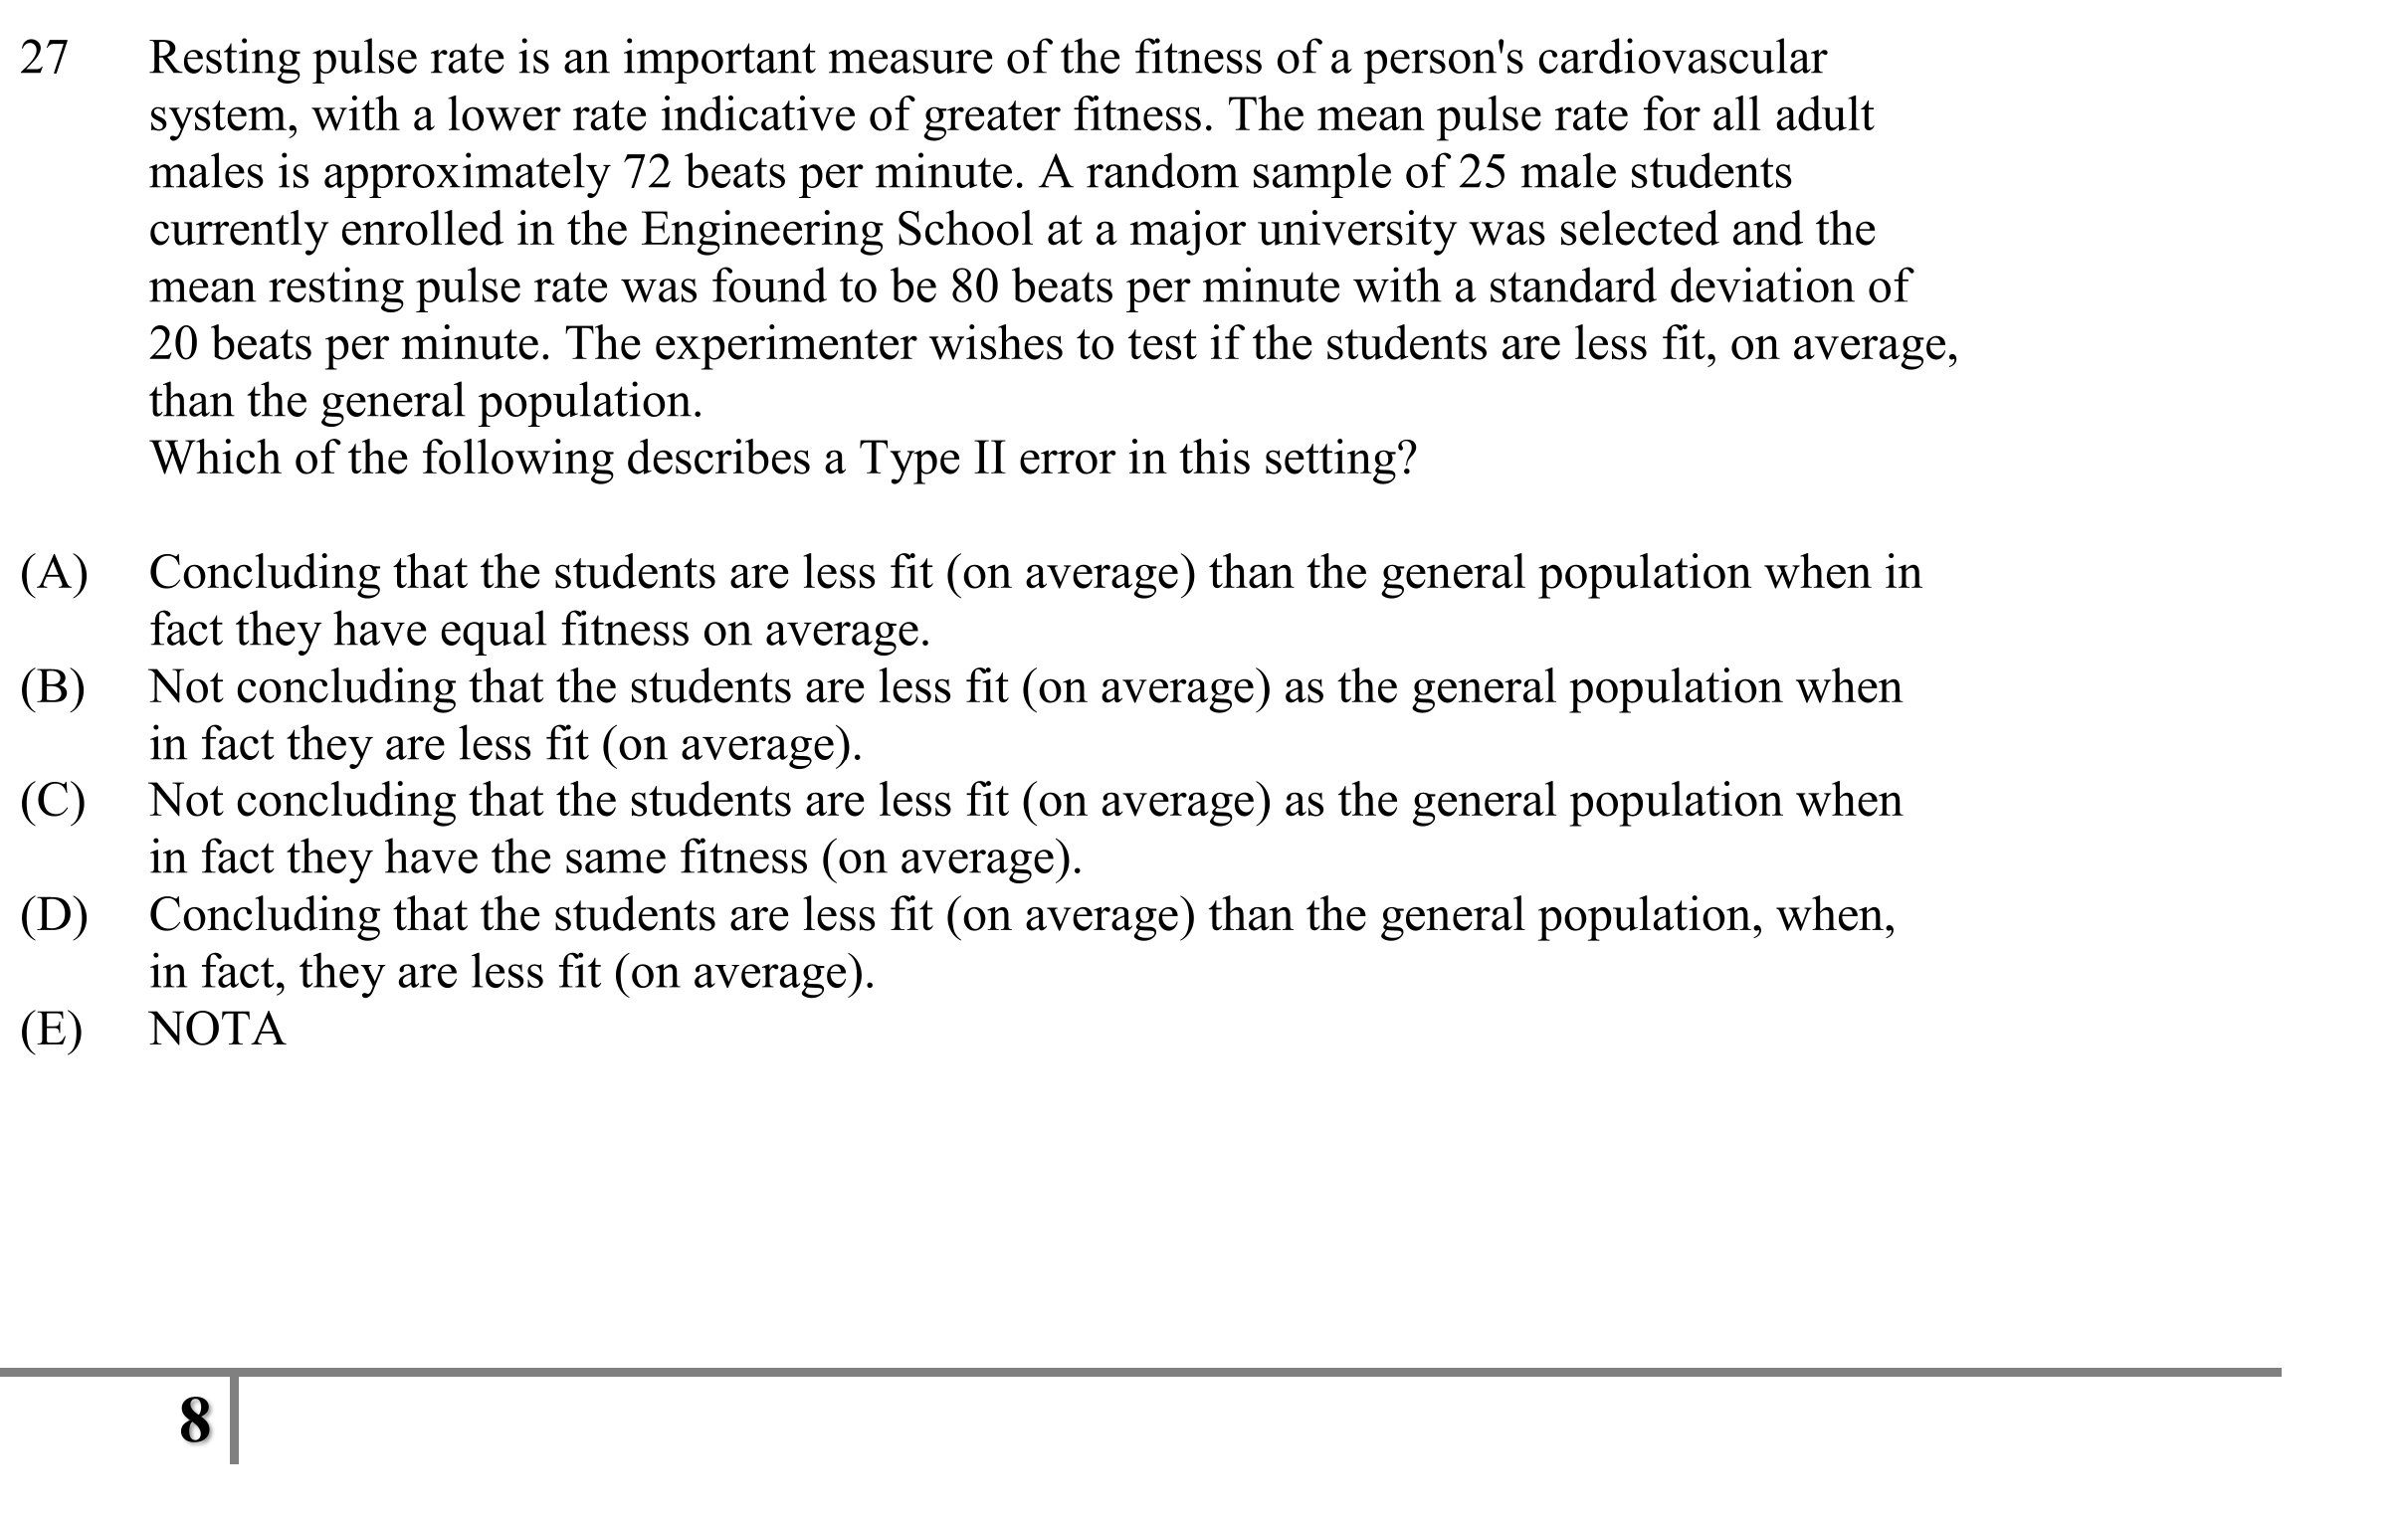 27 Resting pulse rate is an important measure of the fitness of a person's cardiovascular
system, with a lower rate indicative of greater fitness. The mean pulse rate for all adult
males is approximately 72 beats per minute. A random sample of 25 male students
currently enrolled in the Engineering School at a major university was selected and the
mean resting pulse rate was found to be 80 beats per minute with a standard deviation of
20 beats per minute. The experimenter wishes to test if the students are less fit, on average,
than the general population.
Which of the following describes a Type II error in this setting?
(A) Concluding that the students are less fit (on average) than the general population when in
fact they have equal fitness on average.
(B) Not concluding that the students are less fit (on average) as the general population when
in fact they are less fit (on average).
(C) Not concluding that the students are less fit (on average) as the general population when
in fact they have the same fitness (on average).
(D) Concluding that the students are less fit (on average) than the general population, when,
in fact, they are less fit (on average).
(E) NOTA
8